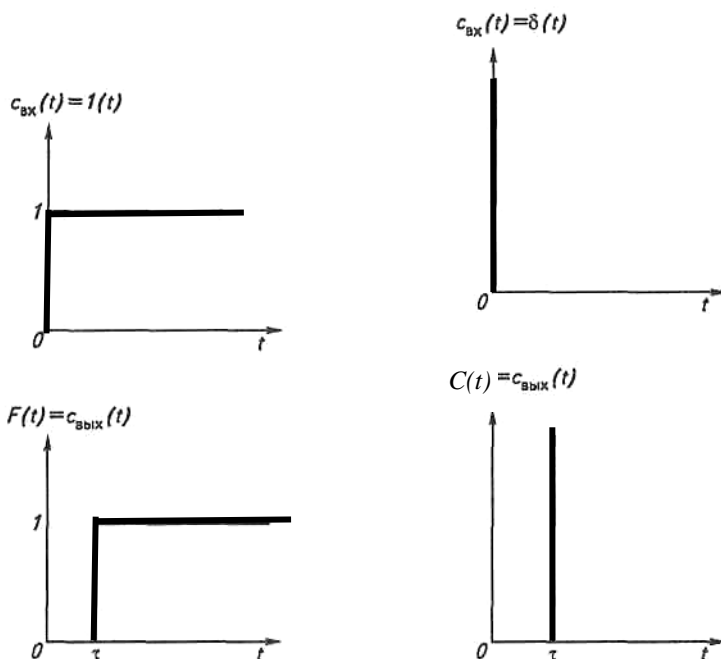 c_вх(t)=1(t)
1
0
t
c_вх(t)=δ(t)
0
t
F(t)=c_вых(t)
1
0
τ
t
C(t)=c_вых(t)
0
τ
t